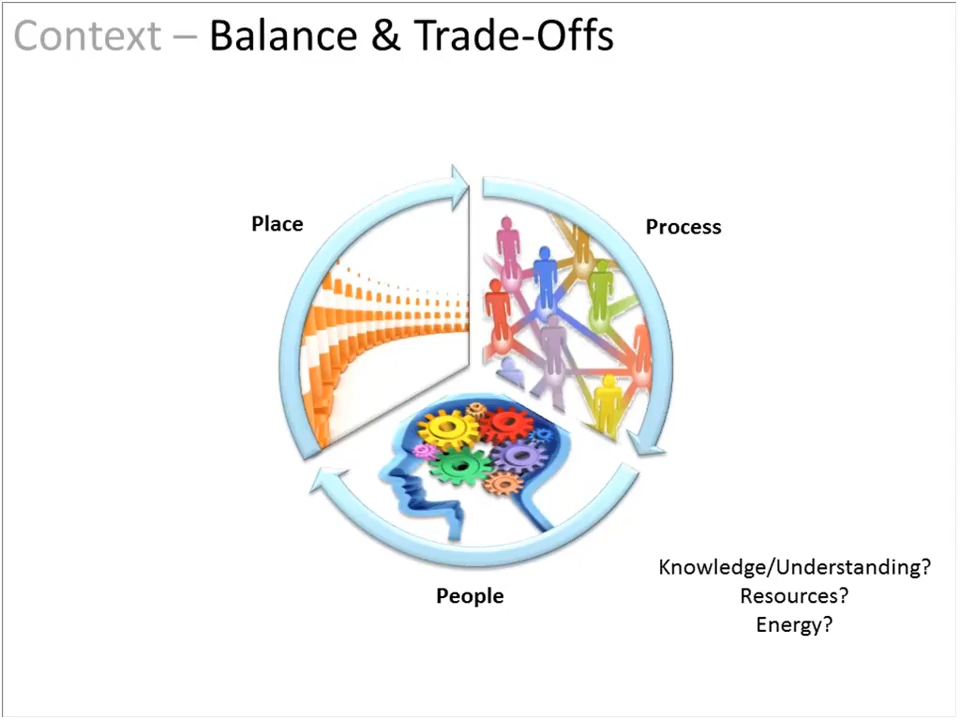 Context – Balance & Trade-Offs
Place
Process
People
Knowledge/Understanding?
Resources?
Energy?